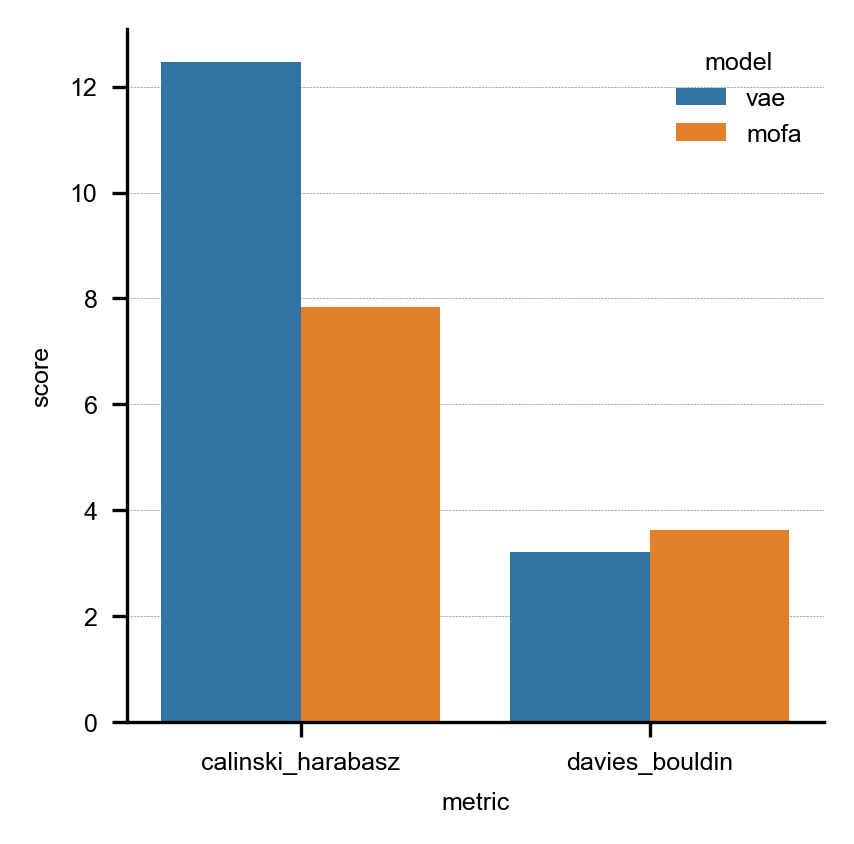 model
vae
mofa
12
10
8
6
4
2
0
score
calinski_harabasz
davies_bouldin
metric